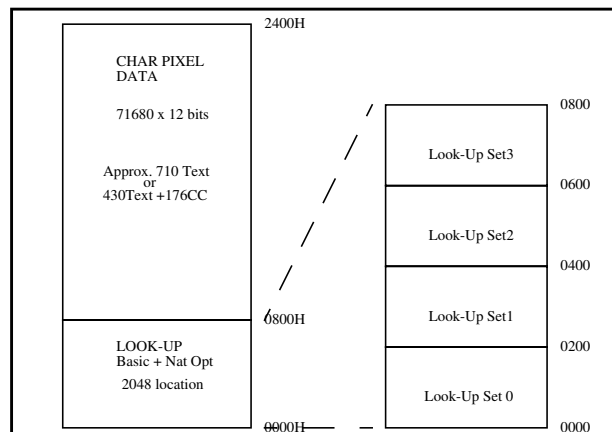 2400H
CHAR PIXEL
DATA
71680 x 12 bits
Approx. 710 Text
or
430Text +176CC
0800H
LOOK-UP
Basic + Nat Opt
2048 location
0000H
0800
Look-Up Set3
0600
Look-Up Set2
0400
Look-Up Set1
0200
Look-Up Set 0
0000